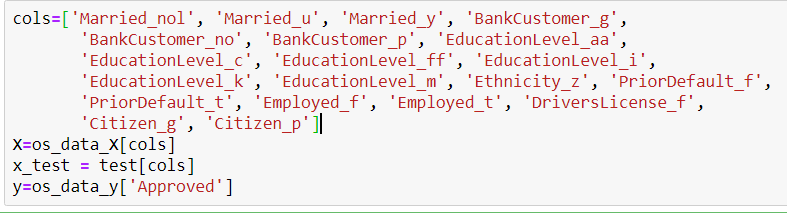 cols=['Married_nol', 'Married_u', 'Married_y', 'BankCustomer_g',
'BankCustomer_no', 'BankCustomer_p', 'EducationLevel_aa',
'EducationLevel_c', 'EducationLevel_ff', 'EducationLevel_i',
'EducationLevel_k', 'EducationLevel_m', 'Ethnicity_z', 'PriorDefault_f',
'PriorDefault_t', 'Employed_f', 'Employed_t', 'DriversLicense_f',
'Citizen_g', 'Citizen_p']
X=os_data_X[cols]
x_test = test[cols]
y=os_data_y['Approved']